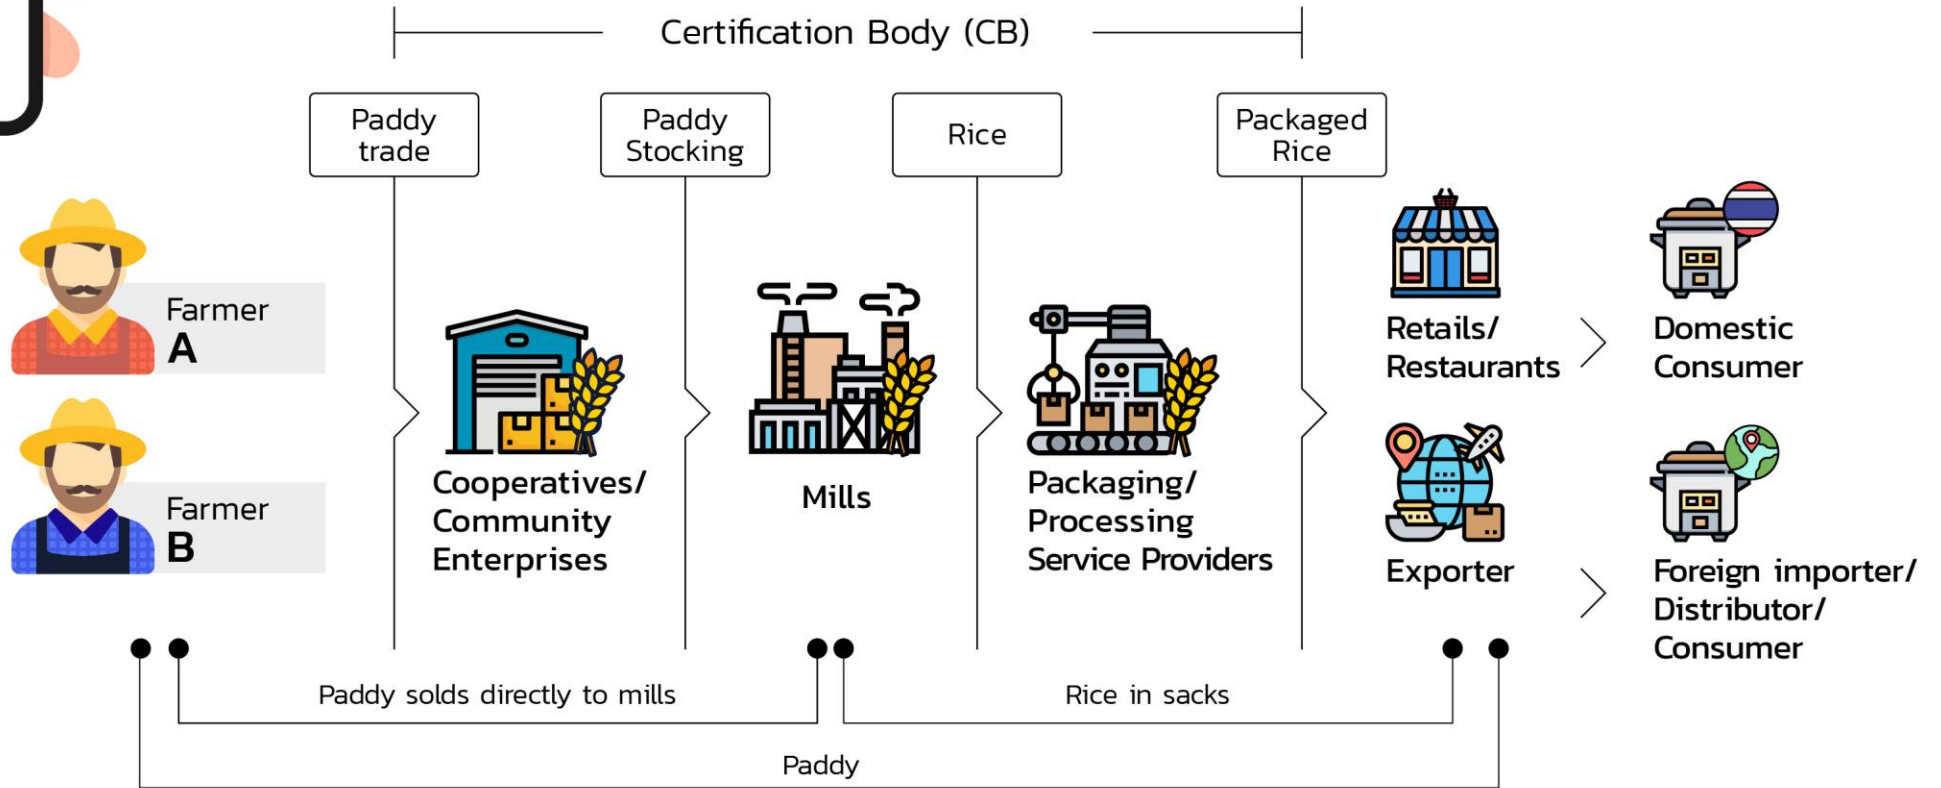 Certification Body (CB)
Paddy
trade
Paddy
Stocking
Rice
Packaged
Rice
Farmer
A
Farmer
B
Cooperatives/
Community
Enterprises
Mills
Packaging/
Processing
Service Providers
Retails/
Restaurants
Domestic
Consumer
Exporter
Foreign importer/
Distributor/
Consumer
Paddy solds directly to mills
Rice in sacks
Paddy